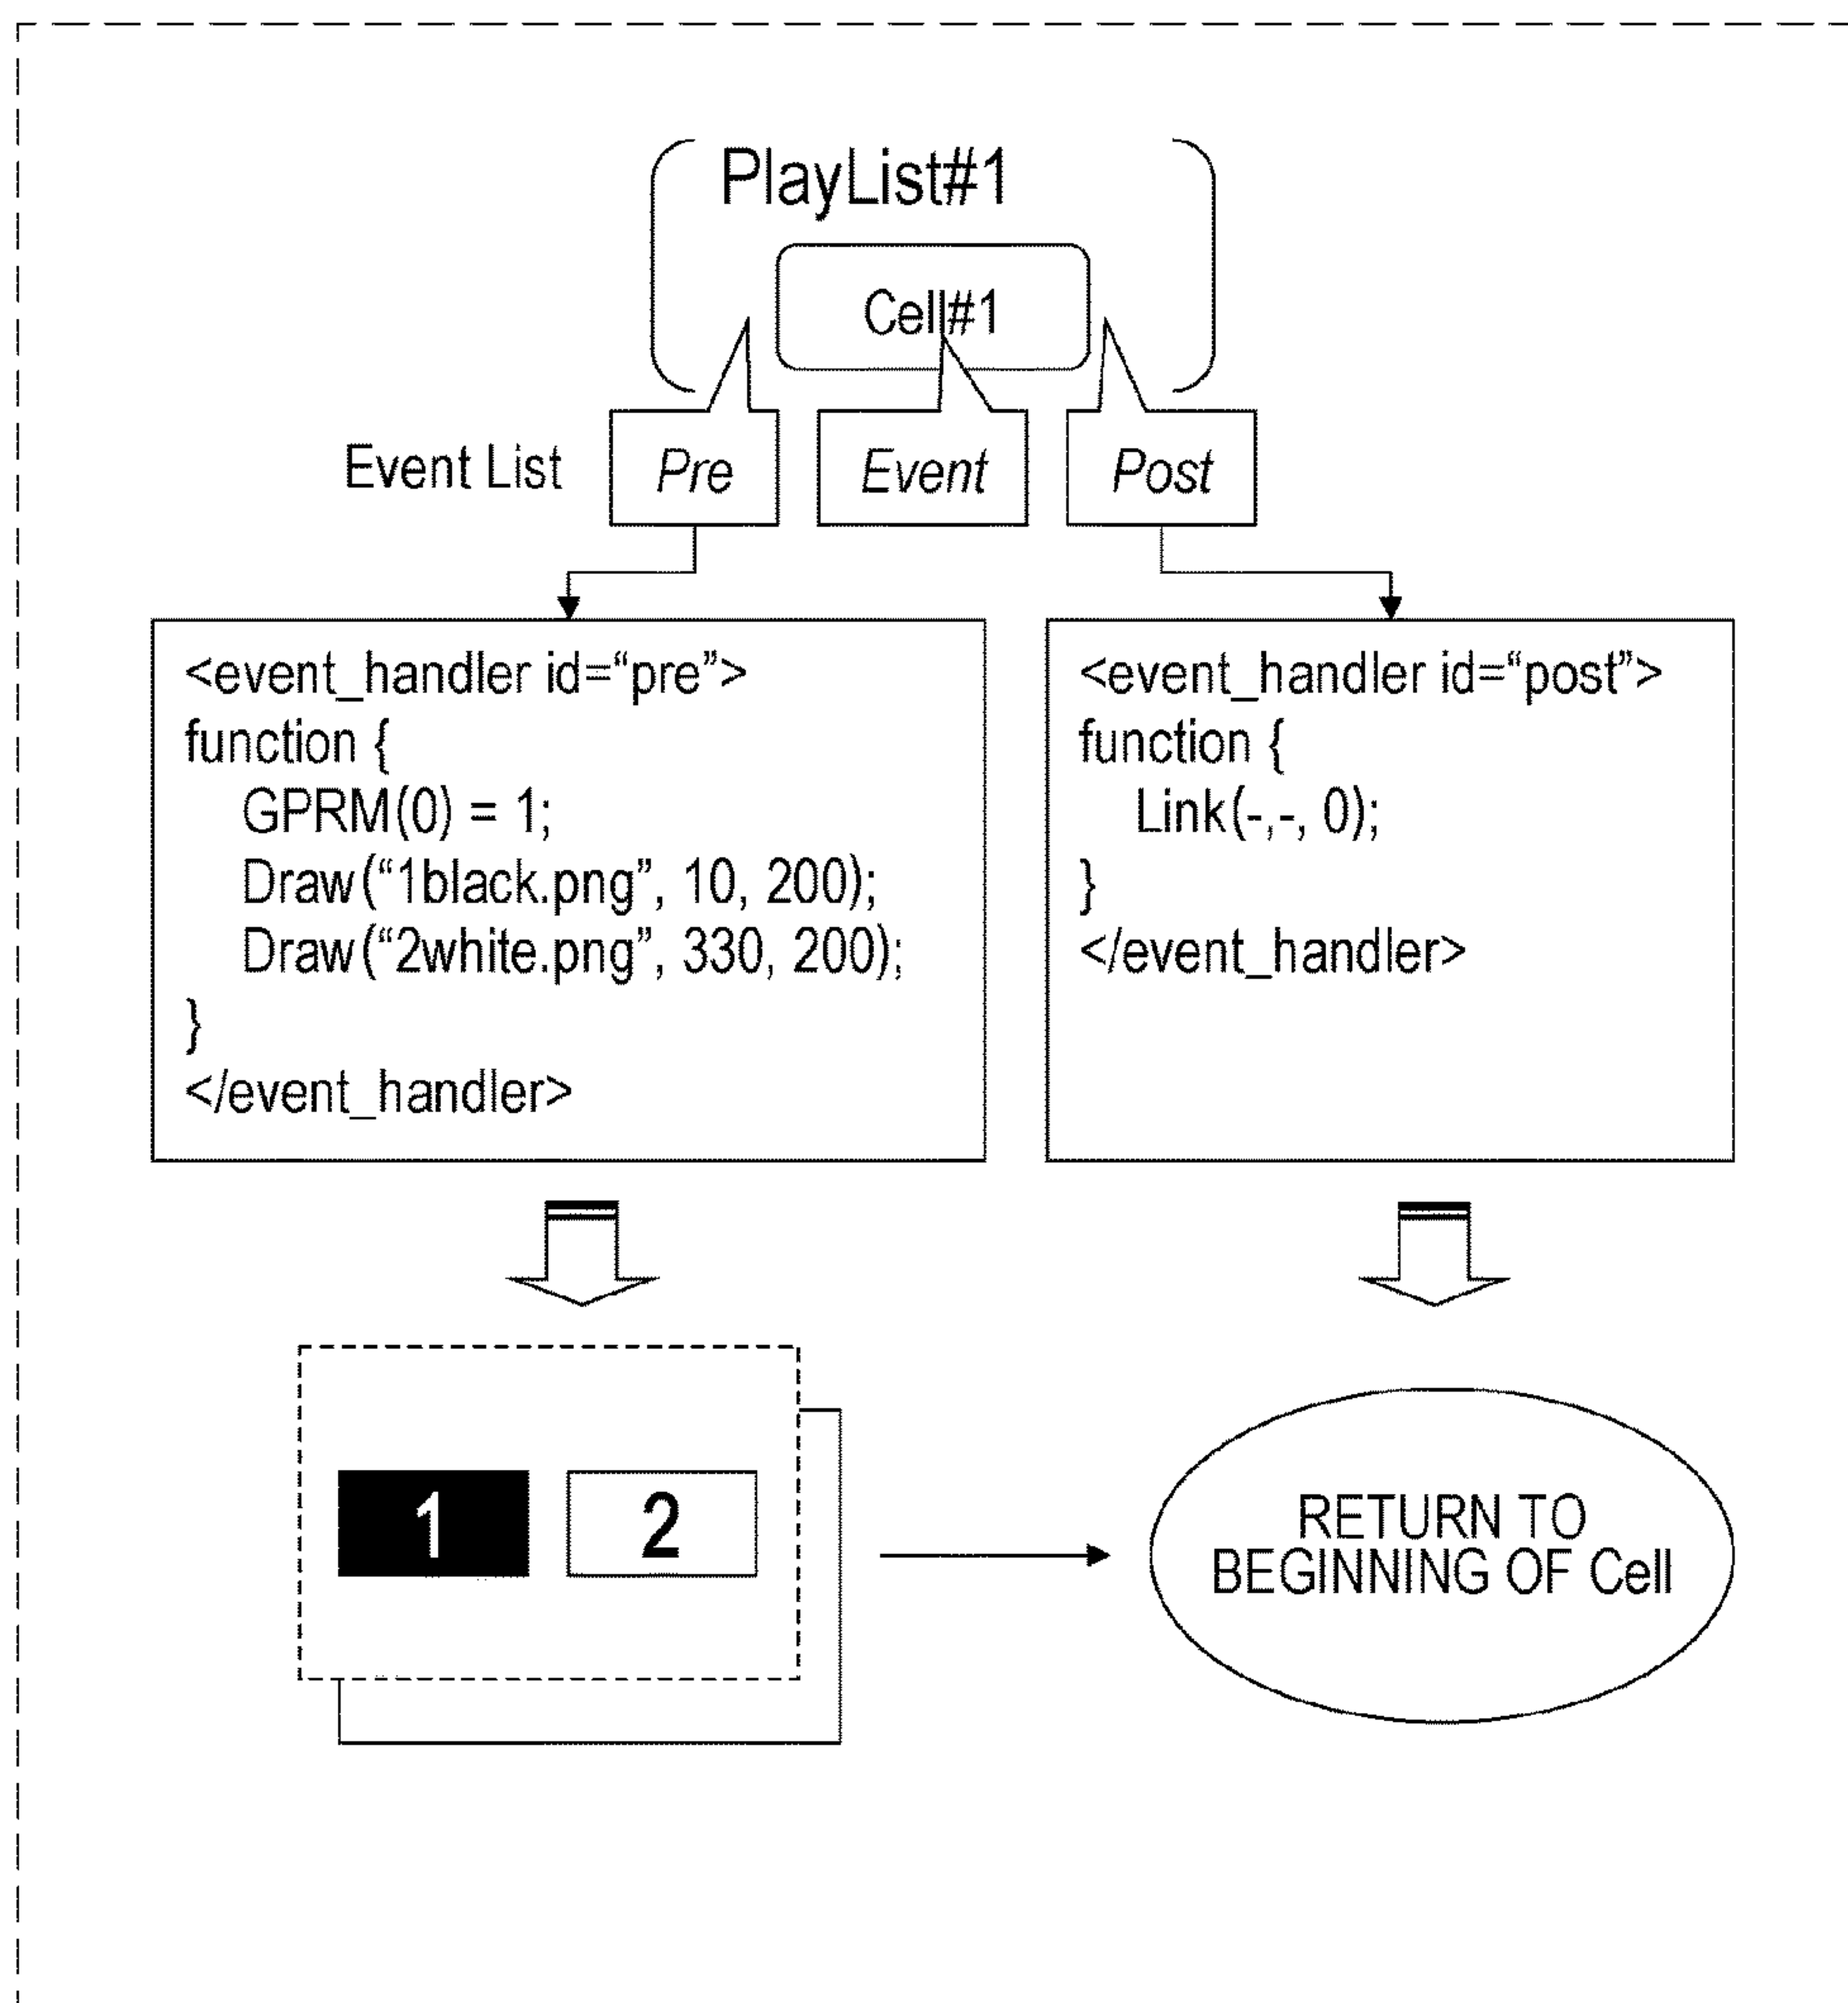 PlayList#1
Cell#1
Event List Pre Event Post
<event_handler id=“pre”>
function {
GPRM(0) = 1;
Draw(“1black.png”, 10, 200);
Draw(“2white.png”, 330, 200);
}
</event_handler>
<event_handler id=“post”>
function {
Link(-,-, 0);
}
</event_handler>
1 2
RETURN TO
BEGINNING OF Cell